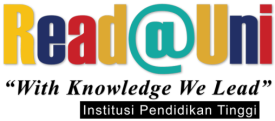 Read@Uni
“With Knowledge We Lead”
Institusi Pendidikan Tinggi